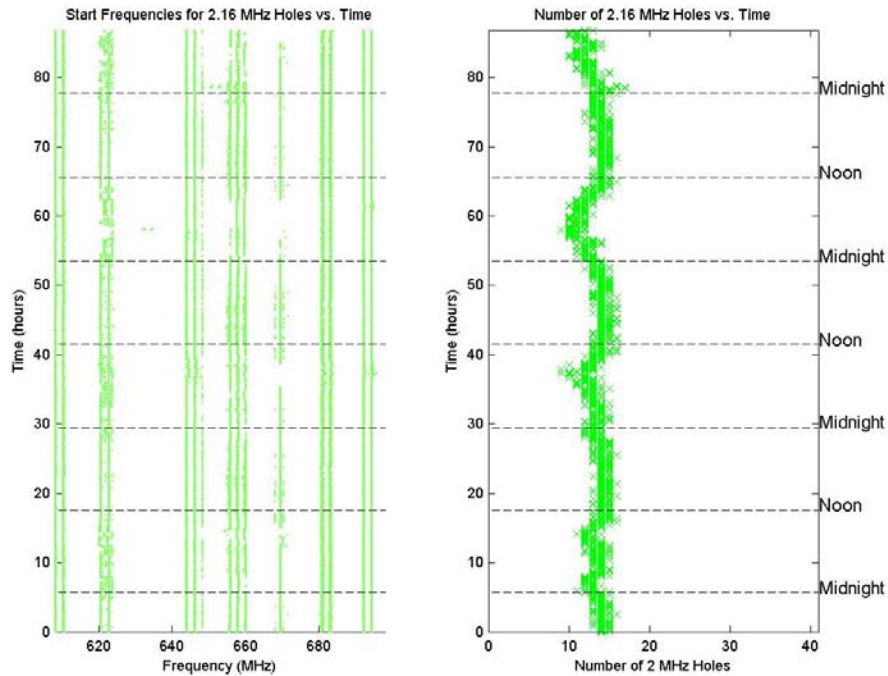 Start Frequencies for 2.16 MHz Holes vs. Time
80
70
60
50
40
30
20
10
0
Time (hours)
620 640 660 680
Frequency (MHz)
Number of 2.16 MHz Holes vs. Time
80
70
60
50
40
30
20
10
0
Time (hours)
0 10 20 30 40
Number of 2 MHz Holes
Midnight
Noon
Midnight
Noon
Midnight
Noon
Midnight